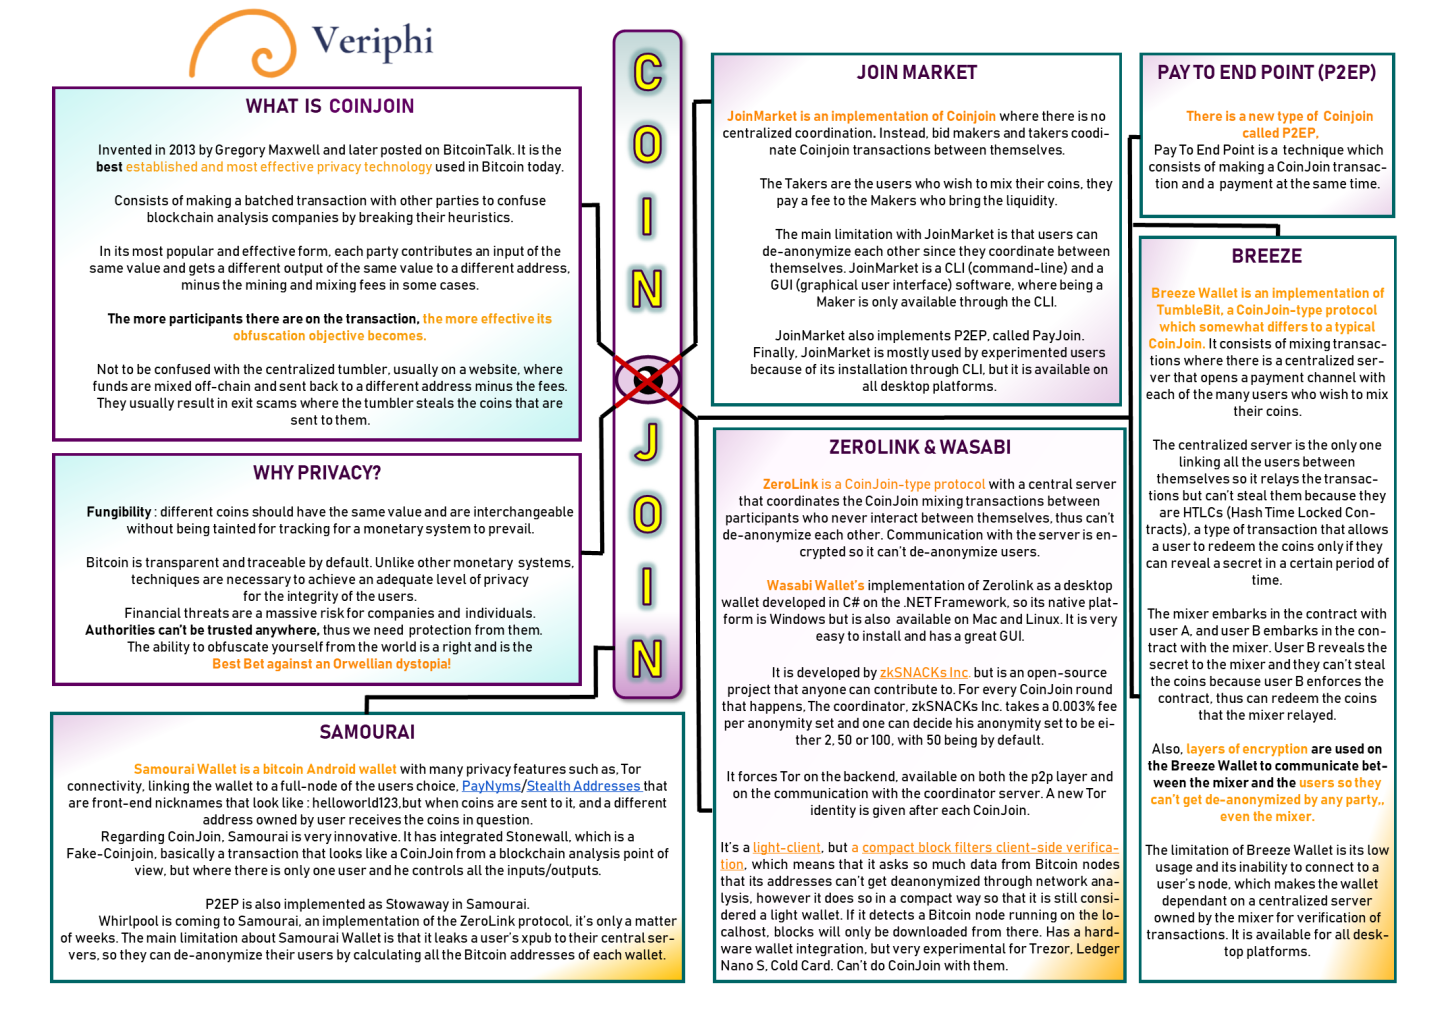 Veriphi
WHAT IS COINJOIN
Invented in 2013 by Gregory Maxwell and later posted on BitcoinTalk. It is the
best established and most effective privacy technology used in Bitcoin today.
Consists of making a batched transaction with other parties to confuse
blockchain analysis companies by breaking their heuristics.
In its most popular and effective form, each party contributes an input of the
same value and gets a different output of the same value to a different address,
minus the mining and mixing fees in some cases.
The more participants there are on the transaction, the more effective its
obfuscation objective becomes.
Not to be confused with the centralized tumbler, usually on a website, where
funds are mixed off-chain and sent back to a different address minus the fees.
They usually result in exit scams where the tumbler steals the coins that are
sent to them.
WHY PRIVACY?
Fungibility : different coins should have the same value and are interchangeable
without being tainted for tracking for a monetary system to prevail.
Bitcoin is transparent and traceable by default. Unlike other monetary systems,
techniques are necessary to achieve an adequate level of privacy
for the integrity of the users.
Financial threats are a massive risk for companies and individuals.
Authorities can't be trusted anywhere, thus we need protection from them.
The ability to obfuscate yourself from the world is a right and is the
Best Bet against an Orwellian dystopia!
SAMOURAI
Samourai Wallet is a bitcoin Android wallet with many privacy features such as, Tor
connectivity, linking the wallet to a full-node of the users choice, PayNyms/Stealth Addresses that
are front-end nicknames that look like : helloworld123,but when coins are sent to it, and a different
address owned by user receives the coins in question.
Regarding CoinJoin, Samourai is very innovative. It has integrated Stonewall, which is a
Fake-Coinjoin, basically a transaction that looks like a CoinJoin from a blockchain analysis point of
view, but where there is only one user and he controls all the inputs/outputs.
P2EP is also implemented as Stowaway in Samourai.
Whirlpool is coming to Samourai, an implementation of the ZeroLink protocol, it's only a matter
of weeks. The main limitation about Samourai Wallet is that it leaks a user's xpub to their central ser-
vers, so they can de-anonymize their users by calculating all the Bitcoin addresses of each wallet.
C
O
I
N
J
O
I
N
JOIN MARKET
JoinMarket is an implementation of Coinjoin where there is no
centralized coordination. Instead, bid makers and takers coodi-
nate Coinjoin transactions between themselves.
The Takers are the users who wish to mix their coins, they
pay a fee to the Makers who bring the liquidity.
The main limitation with JoinMarket is that users can
de-anonymize each other since they coordinate between
themselves. JoinMarket is a CLI (command-line) and a
GUI (graphical user interface) software, where being a
Maker is only available through the CLI.
JoinMarket also implements P2EP, called PayJoin.
Finally, JoinMarket is mostly used by experimented users
because of its installation through CLI, but it is available on
all desktop platforms.
ZEROLINK & WASABI
ZeroLink is a CoinJoin-type protocol with a central server
that coordinates the CoinJoin mixing transactions between
participants who never interact between themselves, thus can't
de-anonymize each other. Communication with the server is en-
crypted so it can't de-anonymize users.
Wasabi Wallet's implementation of Zerolink as a desktop
wallet developed in C# on the .NET Framework, so its native plat-
form is Windows but is also available on Mac and Linux. It is very
easy to install and has a great GUI.
It is developed by zkSNACKs Inc. but is an open-source
project that anyone can contribute to. For every CoinJoin round
that happens, The coordinator, zkSNACKs Inc. takes a 0.003% fee
per anonymity set and one can decide his anonymity set to be ei-
ther 2, 50 or 100, with 50 being by default.
It forces Tor on the backend, available on both the p2p layer and
on the communication with the coordinator server. A new Tor
identity is given after each CoinJoin.
It's a light-client, but a compact block filters client-side verifica-
tion, which means that it asks so much data from Bitcoin nodes
that its addresses can't get deanonymized through network ana-
lysis, however it does so in a compact way so that it is still consi-
dered a light wallet. If it detects a Bitcoin node running on the lo-
calhost, blocks will only be downloaded from there. Has a hard-
ware wallet integration, but very experimental for Trezor, Ledger
Nano S, Cold Card. Can't do CoinJoin with them.
PAY TO END POINT (P2EP)
There is a new type of Coinjoin
called P2EP,
Pay To End Point is a technique which
consists of making a CoinJoin transac-
tion and a payment at the same time.
BREEZE
Breeze Wallet is an implementation of
TumbleBit, a CoinJoin-type protocol
which somewhat differs to a typical
CoinJoin. It consists of mixing transac-
tions where there is a centralized ser-
ver that opens a payment channel with
each of the many users who wish to mix
their coins.
The centralized server is the only one
linking all the users between
themselves so it relays the transac-
tions but can't steal them because they
are HTLCs (Hash Time Locked Con-
tracts), a type of transaction that allows
a user to redeem the coins only if they
can reveal a secret in a certain period of
time.
The mixer embarks in the contract with
user A, and user B embarks in the con-
tract with the mixer. User B reveals the
secret to the mixer and they can't steal
the coins because user B enforces the
contract, thus can redeem the coins
that the mixer relayed.
Also, layers of encryption are used on
the Breeze Wallet to communicate bet-
ween the mixer and the users so they
can't get de-anonymized by any party,,
even the mixer.
The limitation of Breeze Wallet is its low
usage and its inability to connect to a
user's node, which makes the wallet
dependant on a centralized server
owned by the mixer for verification of
transactions. It is available for all desk-
top platforms.